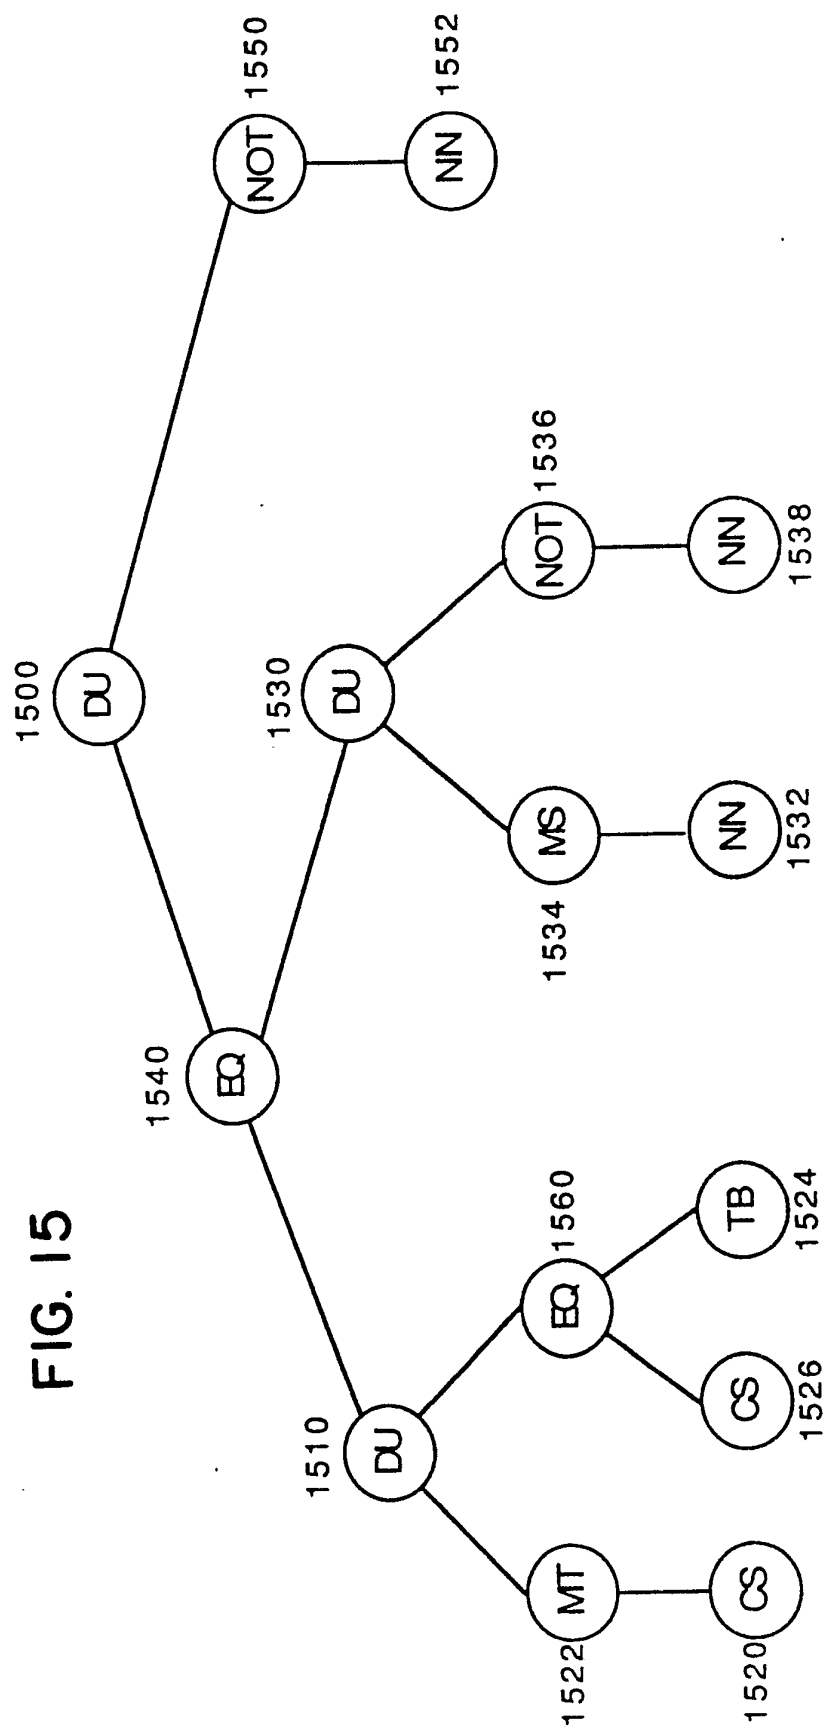 FIG. 15
1500
DU
NOT 1550
NN 1552
1540
EQ
1530
DU
1510
DU
1534
MS
NOT 1536
NN
1532
NN
1538
1522 MT
EQ 1560
1520 CS
CS
1526
TB
1524